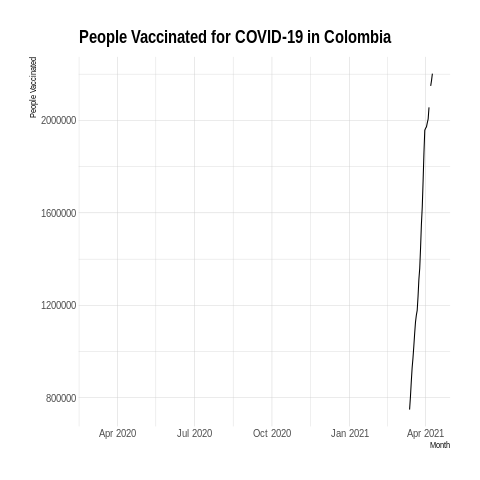 People Vaccinated for COVID-19 in Colombia
People Vaccinated
2000000
1600000
1200000
800000
Apr 2020 Jul 2020 Oct 2020 Jan 2021 Apr 2021
Month